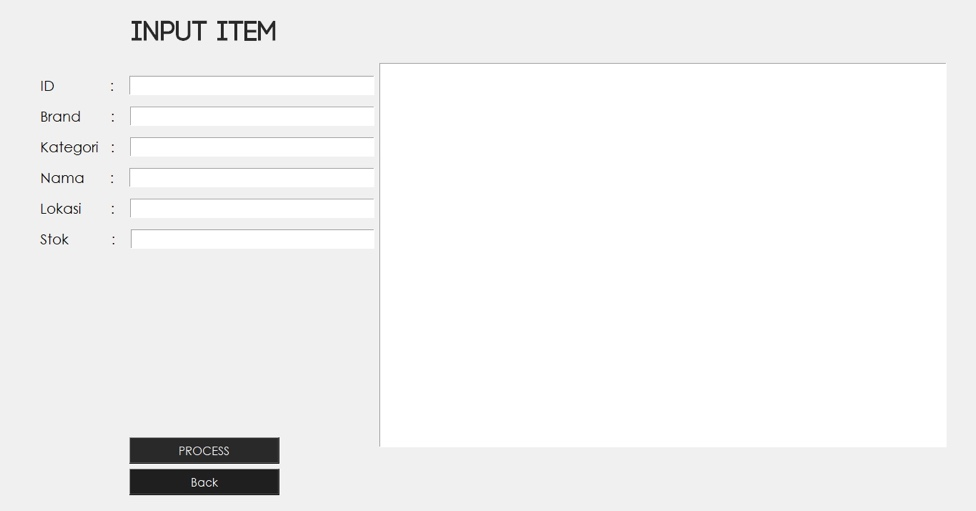 INPUT ITEM
ID :
Brand :
Kategori :
Nama :
Lokasi :
Stok :
PROCESS
Back